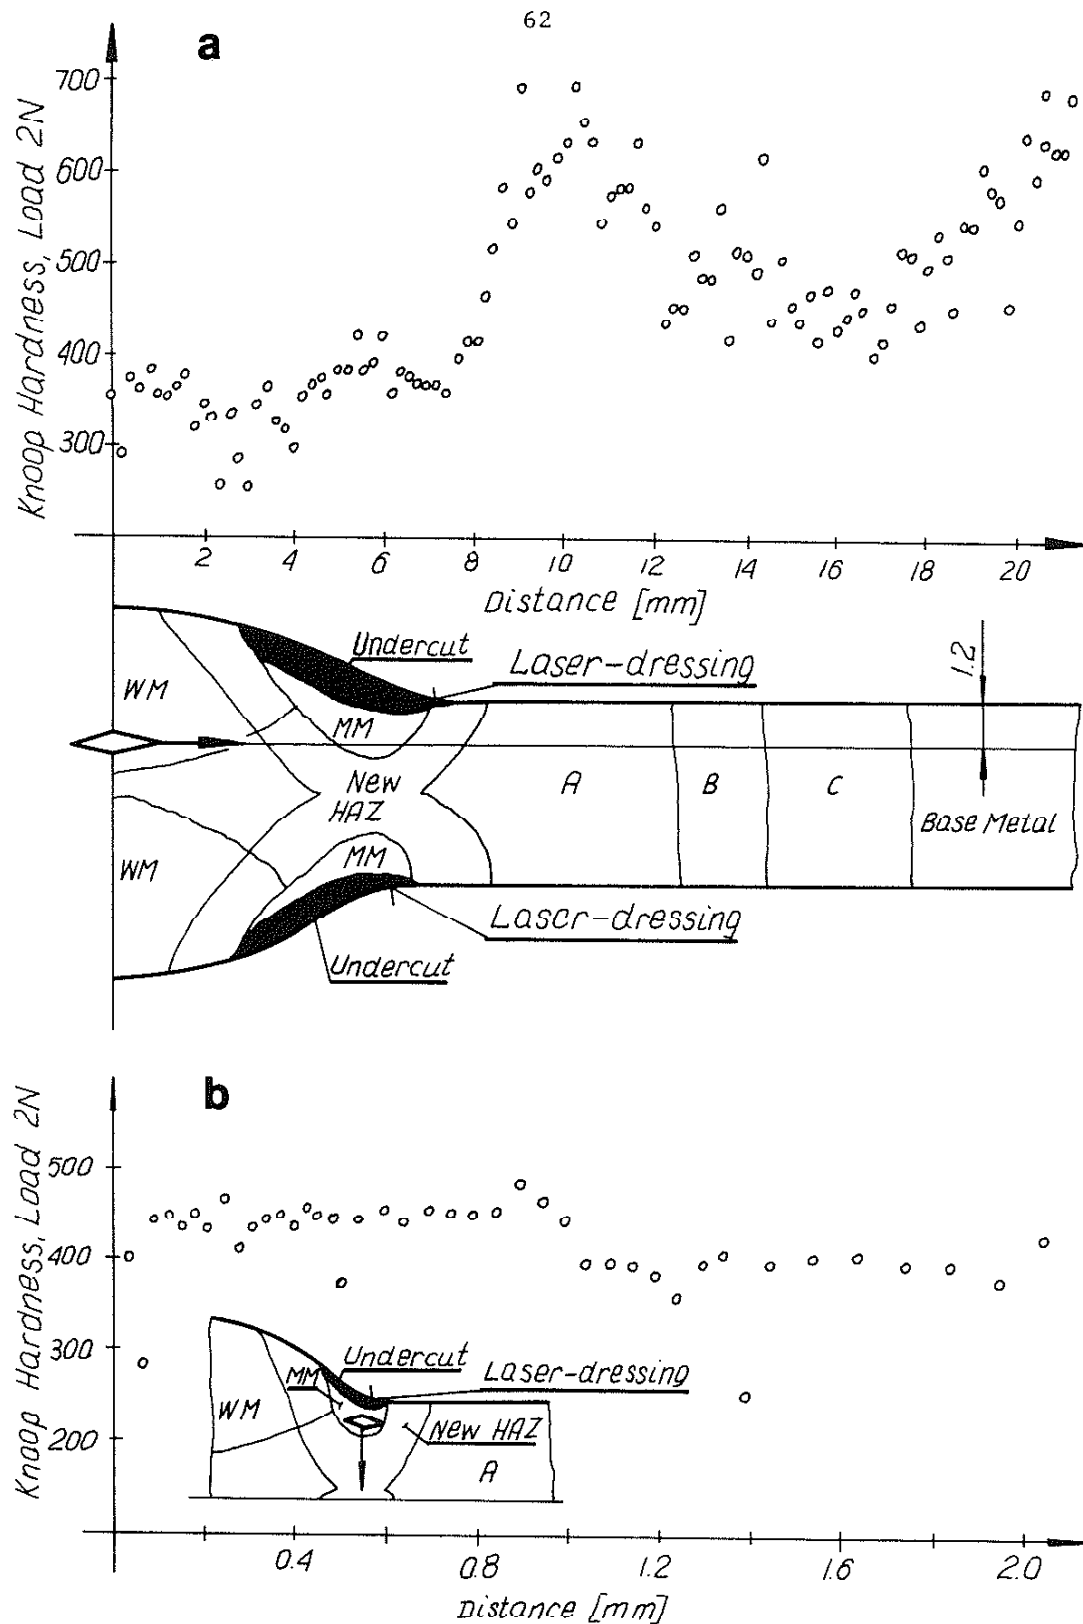 62
a
Knoop Hardness, Load 2N
700
600
500
400
300
2 4 6 8 10 12 14 16 18 20
Distance [mm]
Undercut
Laser-dressing
1.2
WM
MM
New
HAZ
A
B
C
Base Metal
WM
MM
Laser-dressing
Undercut
b
Knoop Hardness, Load 2N
500
400
300
200
Undercut
MM
Laser-dressing
WM
New HAZ
A
0.4 0.8 1.2 1.6 2.0
Distance [mm]